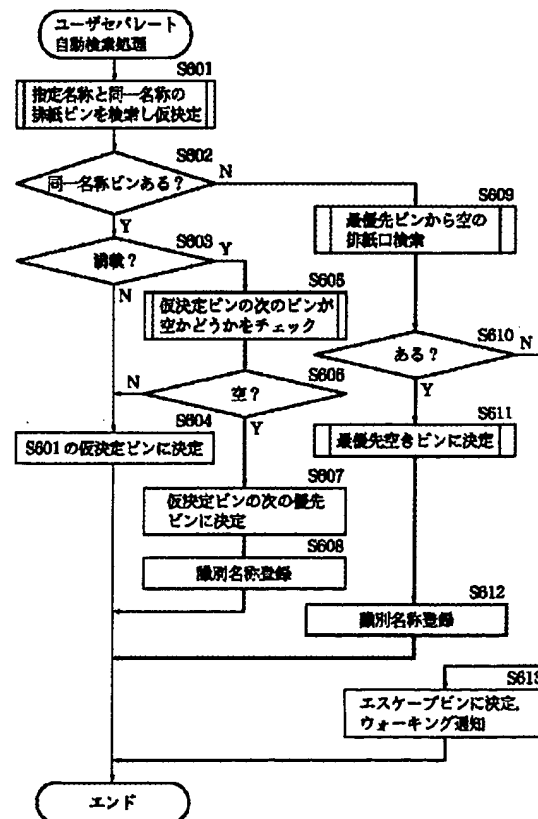 ユーザセパレート
自動検索処理
S601
指定名称と同一名称の
排紙ビンを検索し仮決定
S602
同一名称ビンある？
N
Y
S603
満載？
Y
N
S605
仮決定ビンの次のビンが
空かどうかをチェック
S606
空？
N
Y
S604
S601の仮決定ビンに決定
S607
仮決定ビンの次の優先
ビンに決定
S608
識別名称登録
S609
最優先ビンから空の
排紙口検索
S610
ある？
N
Y
S611
最優先空きビンに決定
S612
識別名称登録
S613
エスケープビンに決定,
ウォーキング通知
エンド